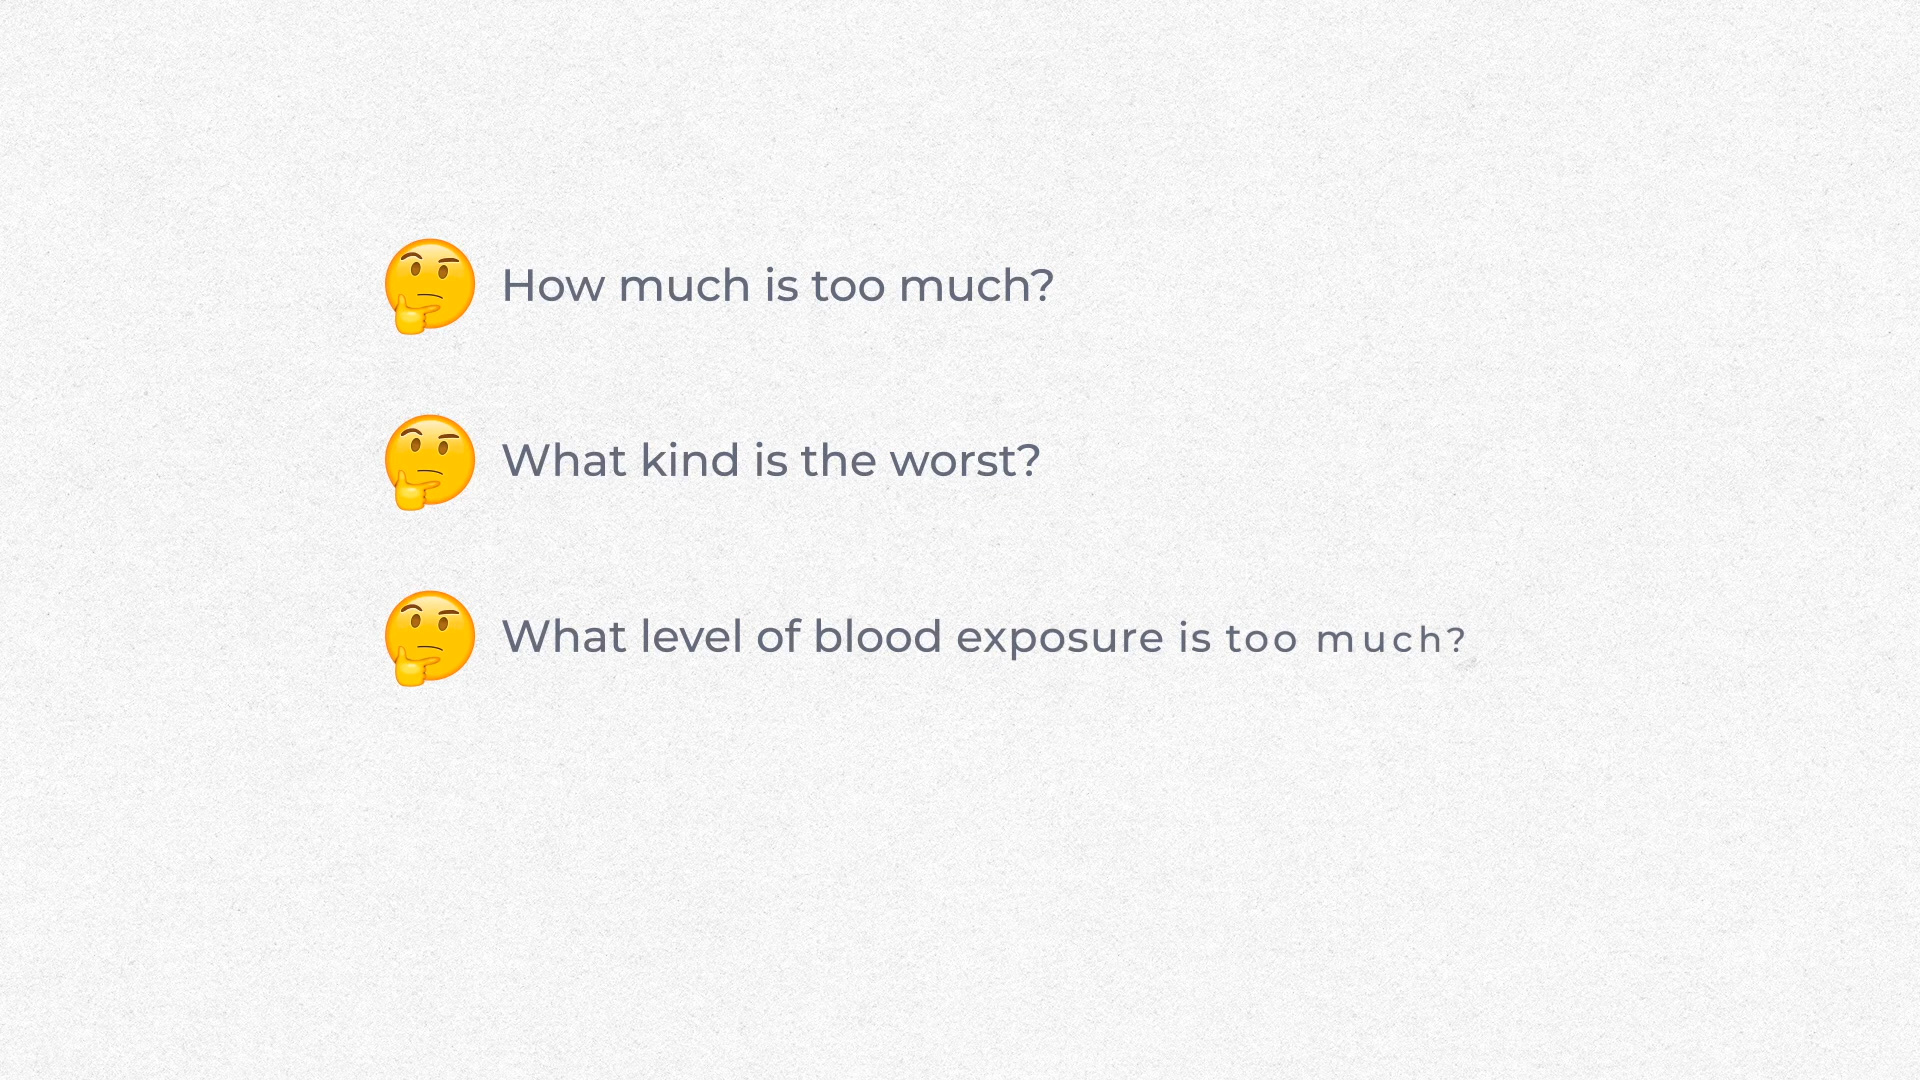 How much is too much?
What kind is the worst?
What level of blood exposure is too much?